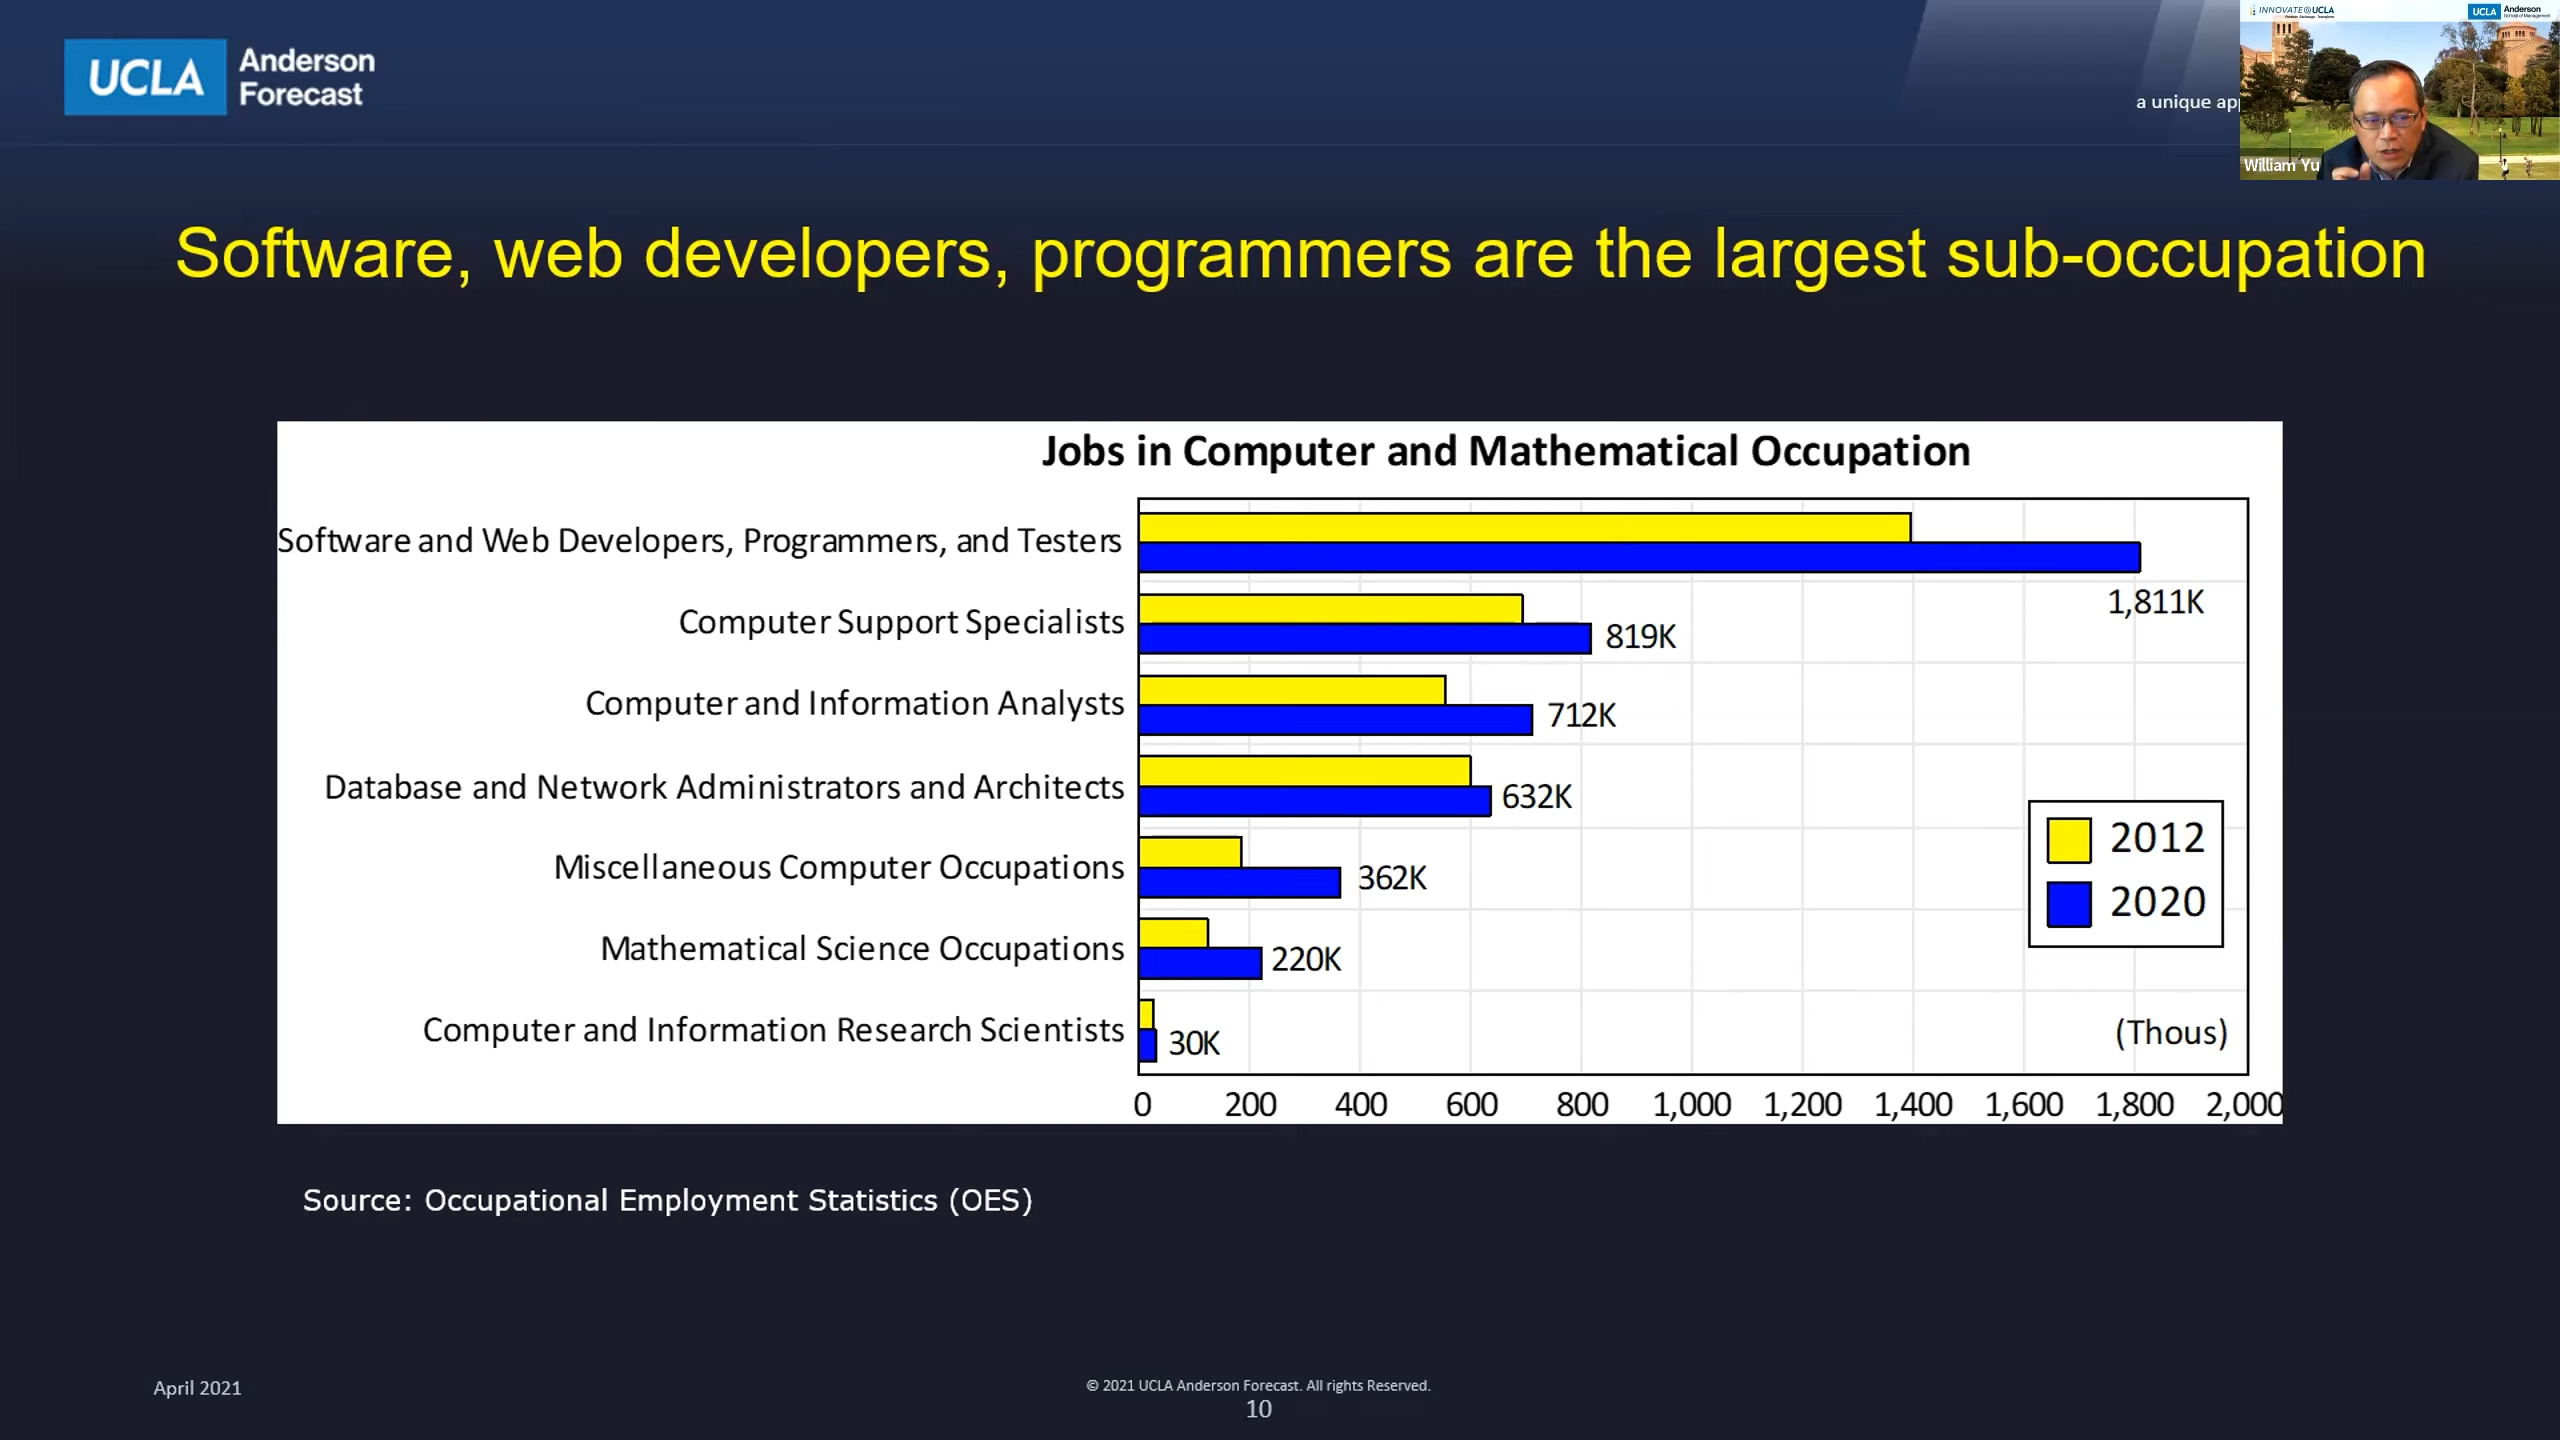 UCLA Anderson
Forecast
a unique ap
INNOVATE@UCLA
UCLA Anderson
School of Management
William Yu
Software, web developers, programmers are the largest sub-occupation
Jobs in Computer and Mathematical Occupation
Software and Web Developers, Programmers, and Testers
1,811K
Computer Support Specialists 819K
Computer and Information Analysts 712K
Database and Network Administrators and Architects 632K
Miscellaneous Computer Occupations 362K
Mathematical Science Occupations 220K
Computer and Information Research Scientists 30K
2012
2020
(Thous)
0 200 400 600 800 1,000 1,200 1,400 1,600 1,800 2,000
Source: Occupational Employment Statistics (OES)
April 2021
© 2021 UCLA Anderson Forecast. All rights Reserved.
10